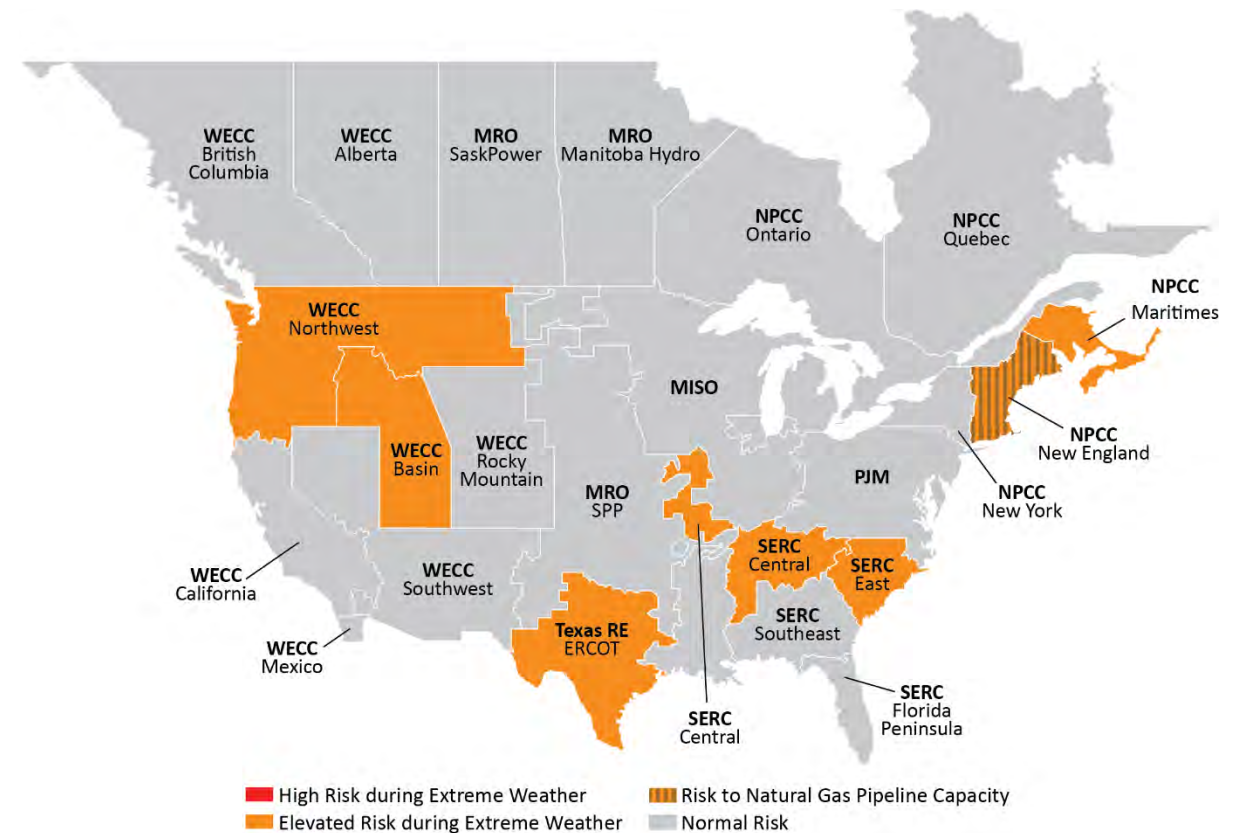 WECC
British
Columbia
WECC
Alberta
MRO
SaskPower
MRO
Manitoba Hydro
NPCC
Ontario
NPCC
Quebec
NPCC
Maritimes
WECC
Northwest
MISO
WECC
Basin
WECC
Rocky
Mountain
MRO
SPP
PJM
NPCC
New England
NPCC
New York
WECC
California
WECC
Southwest
SERC
Central
SERC
East
WECC
Mexico
Texas RE
ERCOT
SERC
Southeast
SERC
Central
SERC
Florida
Peninsula
High Risk during Extreme Weather
Risk to Natural Gas Pipeline Capacity
Elevated Risk during Extreme Weather
Normal Risk